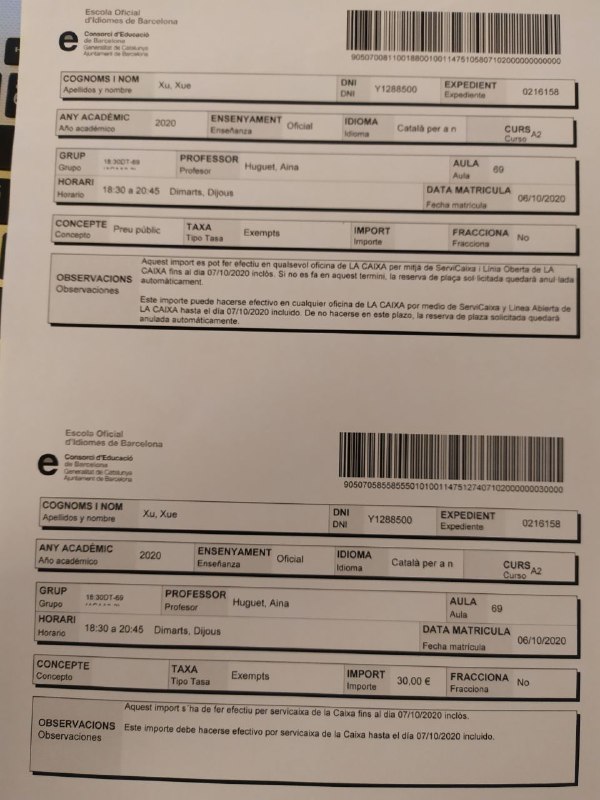 Escola Oficial
d'Idiomes de Barcelona
e Consorci d'Educació
de Barcelona
Generalitat de Catalunya
Ajuntament de Barcelona
COGNOMS I NOM Xu, Xue DNI Y1288500 EXPEDIENT 0216158
Apellidos y nombre DNI Expediente
ANY ACADÈMIC 2020 ENSENYAMENT Oficial IDIOMA Català per a n CURS A2
Año académico Enseñanza Idioma Curso
GRUP 18:30DT-69 PROFESSOR Huguet, Aina AULA 69
Grupo Profesor Aula
HORARI 18:30 a 20:45 Dimarts, Dijous DATA MATRICULA 06/10/2020
Horario Fecha matrícula
CONCEPTE Preu públic TAXA Exempts IMPORT FRACCIONA No
Concepto Tipo Tasa Importe Fracciona
OBSERVACIONS
Observaciones
Aquest import es pot fer efectiu en qualsevol oficina de LA CAIXA per mitjà de ServiCaixa i Línia Oberta de LA
CAIXA fins al dia 07/10/2020 inclòs. Si no es fa en aquest termini, la reserva de plaça sol·licitada quedarà anul·lada
automàticament.
Este importe puede hacerse efectivo en cualquier oficina de LA CAIXA por medio de ServiCaixa y Línea Abierta de
LA CAIXA hasta el día 07/10/2020 incluido. De no hacerse en este plazo, la reserva de plaza solicitada quedará
anulada automáticamente.
Escola Oficial
d'Idiomes de Barcelona
e Consorci d'Educació
de Barcelona
Generalitat de Catalunya
Ajuntament de Barcelona
COGNOMS I NOM Xu, Xue DNI Y1288500 EXPEDIENT 0216158
Apellidos y nombre DNI Expediente
ANY ACADÈMIC 2020 ENSENYAMENT Oficial IDIOMA Català per a n CURS A2
Año académico Enseñanza Idioma Curso
GRUP 18:30DT-69 PROFESSOR Huguet, Aina AULA 69
Grupo Profesor Aula
HORARI 18:30 a 20:45 Dimarts, Dijous DATA MATRICULA 06/10/2020
Horario Fecha matrícula
CONCEPTE TAXA Exempts IMPORT 30,00 € FRACCIONA No
Concepto Tipo Tasa Importe Fracciona
OBSERVACIONS
Observaciones
Aquest import s'ha de fer efectiu per servicaixa de la Caixa fins al dia 07/10/2020 inclòs.
Este importe debe hacerse efectivo por servicaixa de la Caixa hasta el día 07/10/2020 incluido.